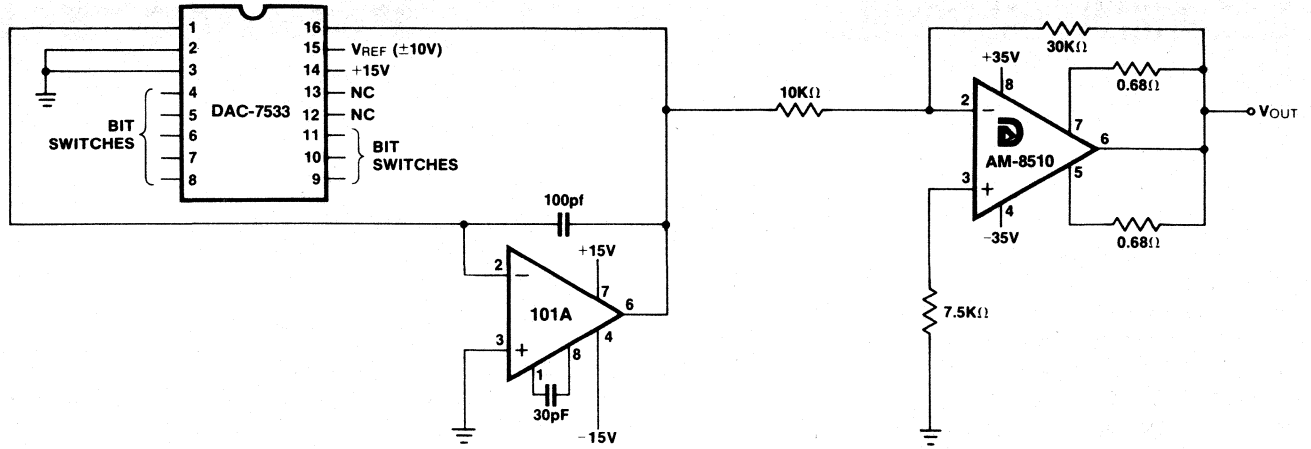 1 16
2 15 VREF (±10V)
3 14 +15V
4 13 NC
DAC-7533
5 12 NC
BIT SWITCHES
6 11
7 10
BIT SWITCHES
8 9
100pf
+15V
2 −
7
101A
6
3 +
4
8
1
30pF
−15V
10KΩ
30KΩ
+35V
8
0.68Ω
2 −
7
AM-8510
6
VOUT
3 +
5
4
−35V
0.68Ω
7.5KΩ